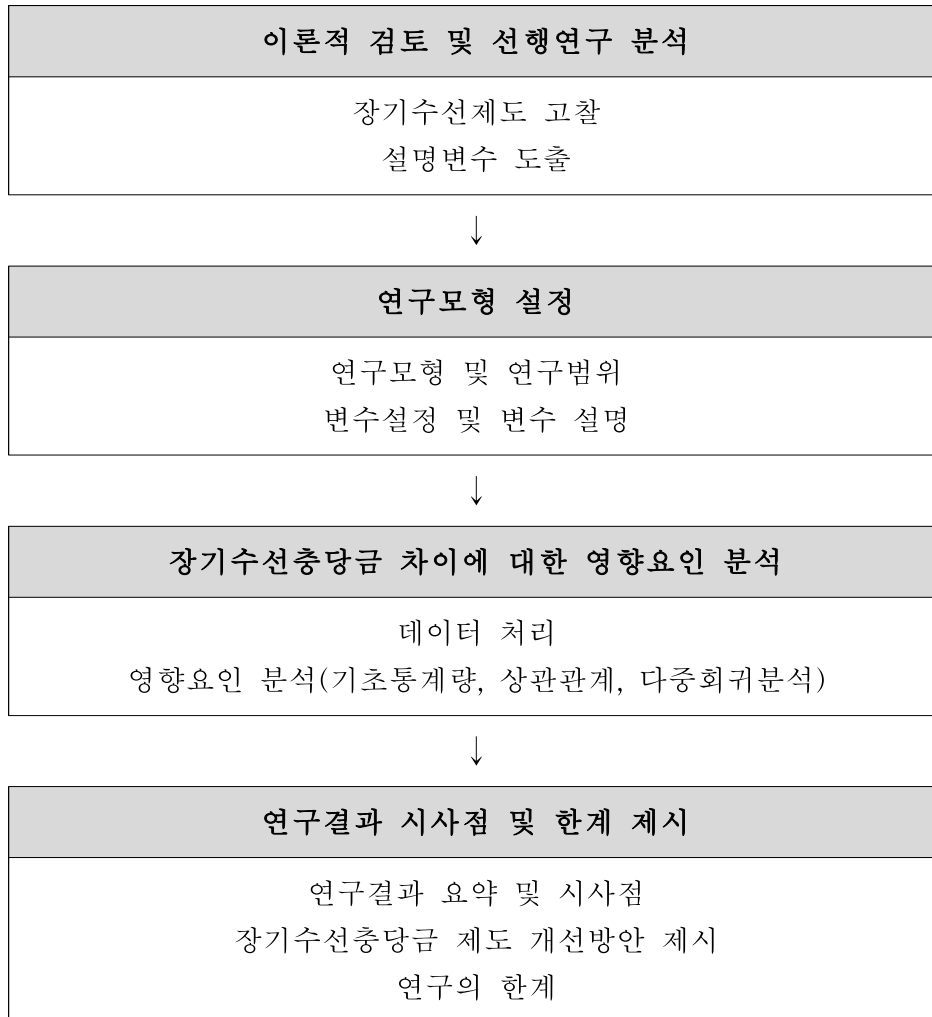 이론적 검토 및 선행연구 분석
장기수선제도 고찰
설명변수 도출
↓
연구모형 설정
연구모형 및 연구범위
변수설정 및 변수 설명
↓
장기수선충당금 차이에 대한 영향요인 분석
데이터 처리
영향요인 분석(기초통계량, 상관관계, 다중회귀분석)
↓
연구결과 시사점 및 한계 제시
연구결과 요약 및 시사점
장기수선충당금 제도 개선방안 제시
연구의 한계